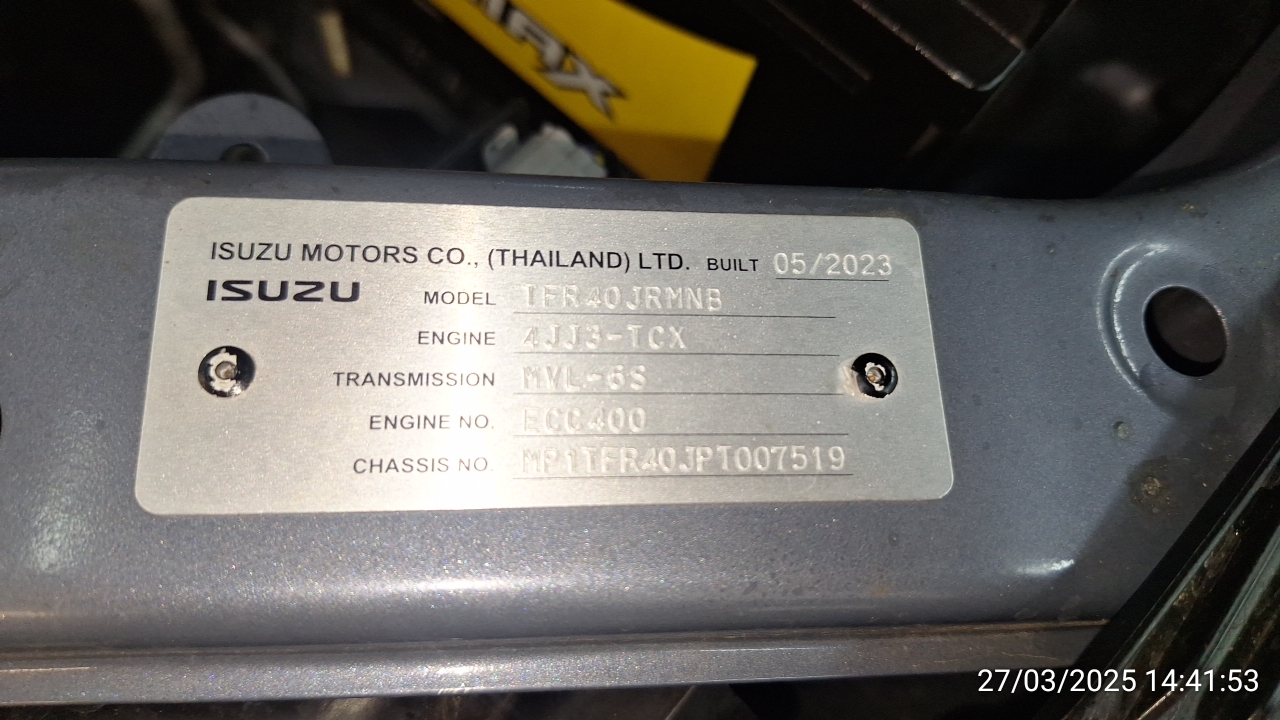 MAX
ISUZU MOTORS CO., (THAILAND) LTD. BUILT 05/2023
ISUZU MODEL TFR40JRMNB
ENGINE 4JJ3-TCX
TRANSMISSION MVL-6S
ENGINE NO. ECC400
CHASSIS NO. MP1TFR40JPT007519
27/03/2025 14:41:53